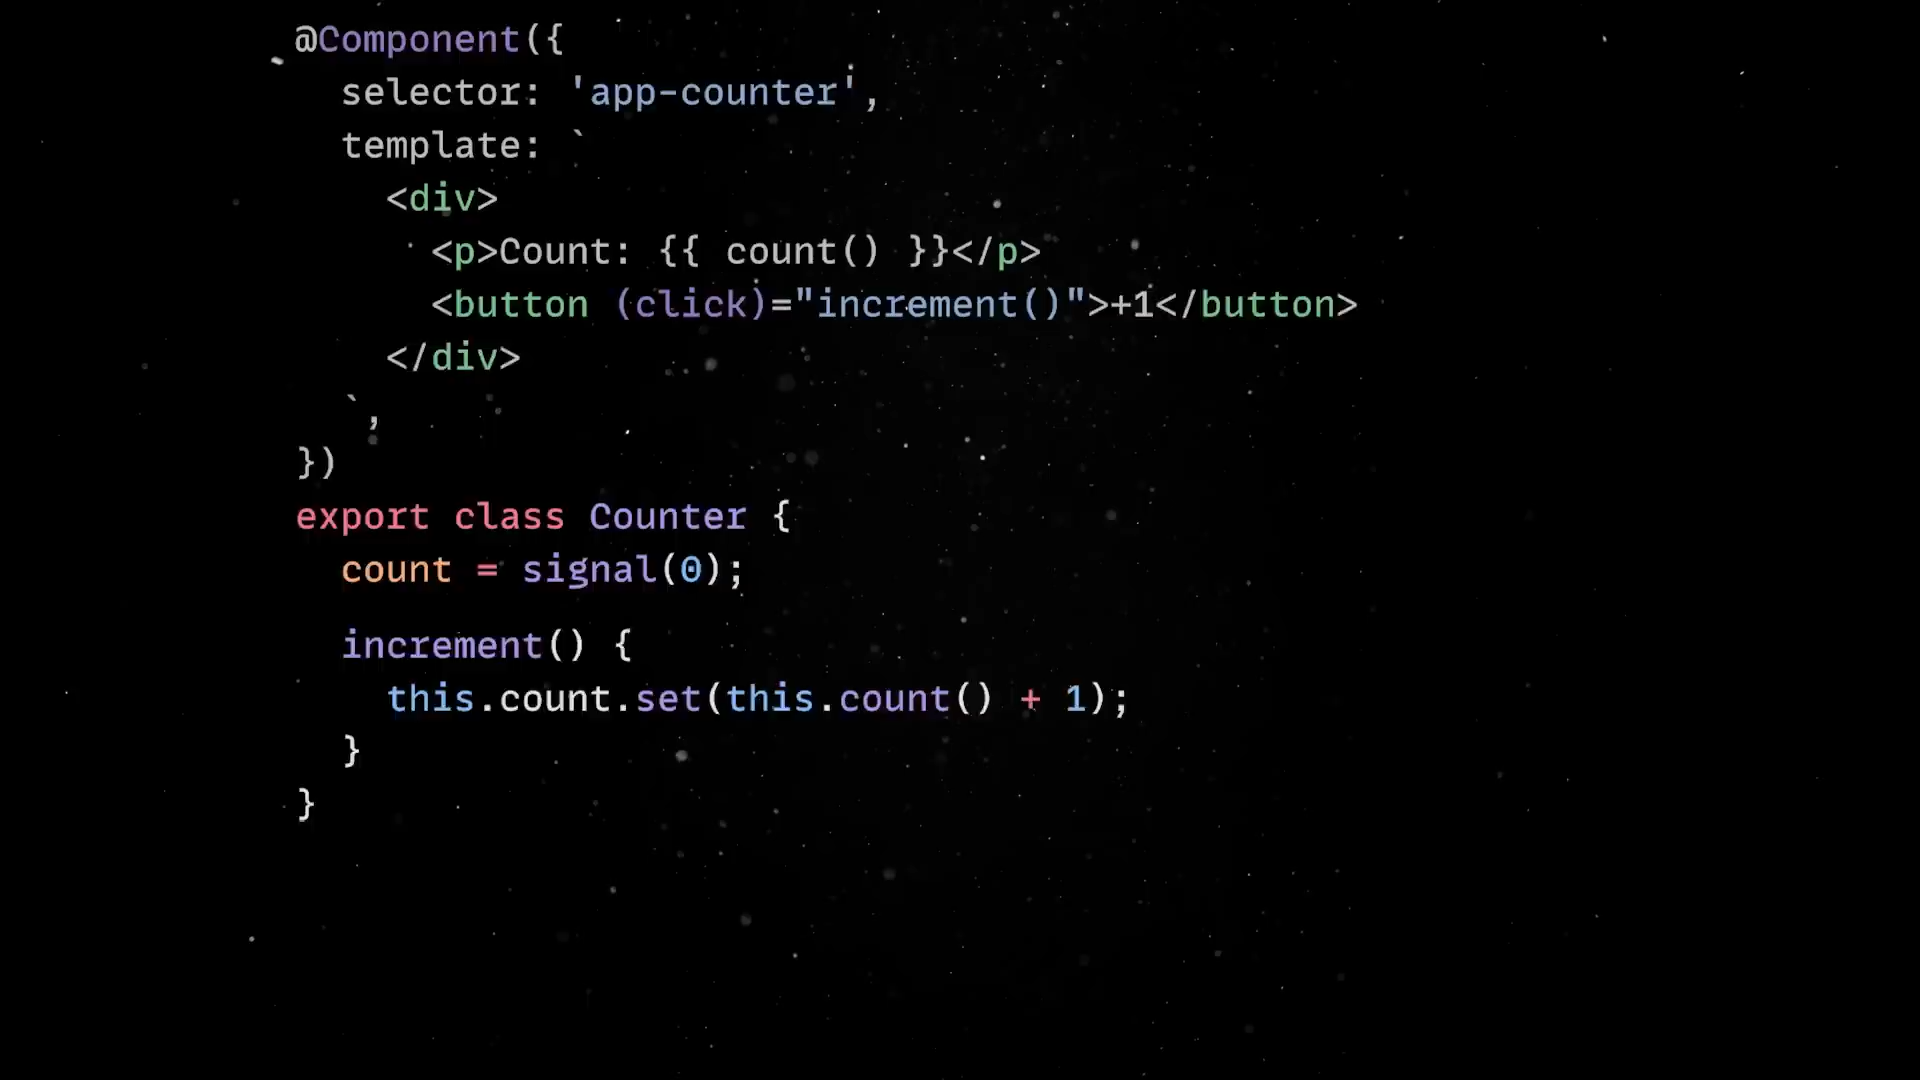 @Component({
selector: 'app-counter',
template: `
<div>
<p>Count: {{ count() }}</p>
<button (click)="increment()">+1</button>
</div>
`,
})
export class Counter {
count = signal(0);
increment() {
this.count.set(this.count() + 1);
}
}